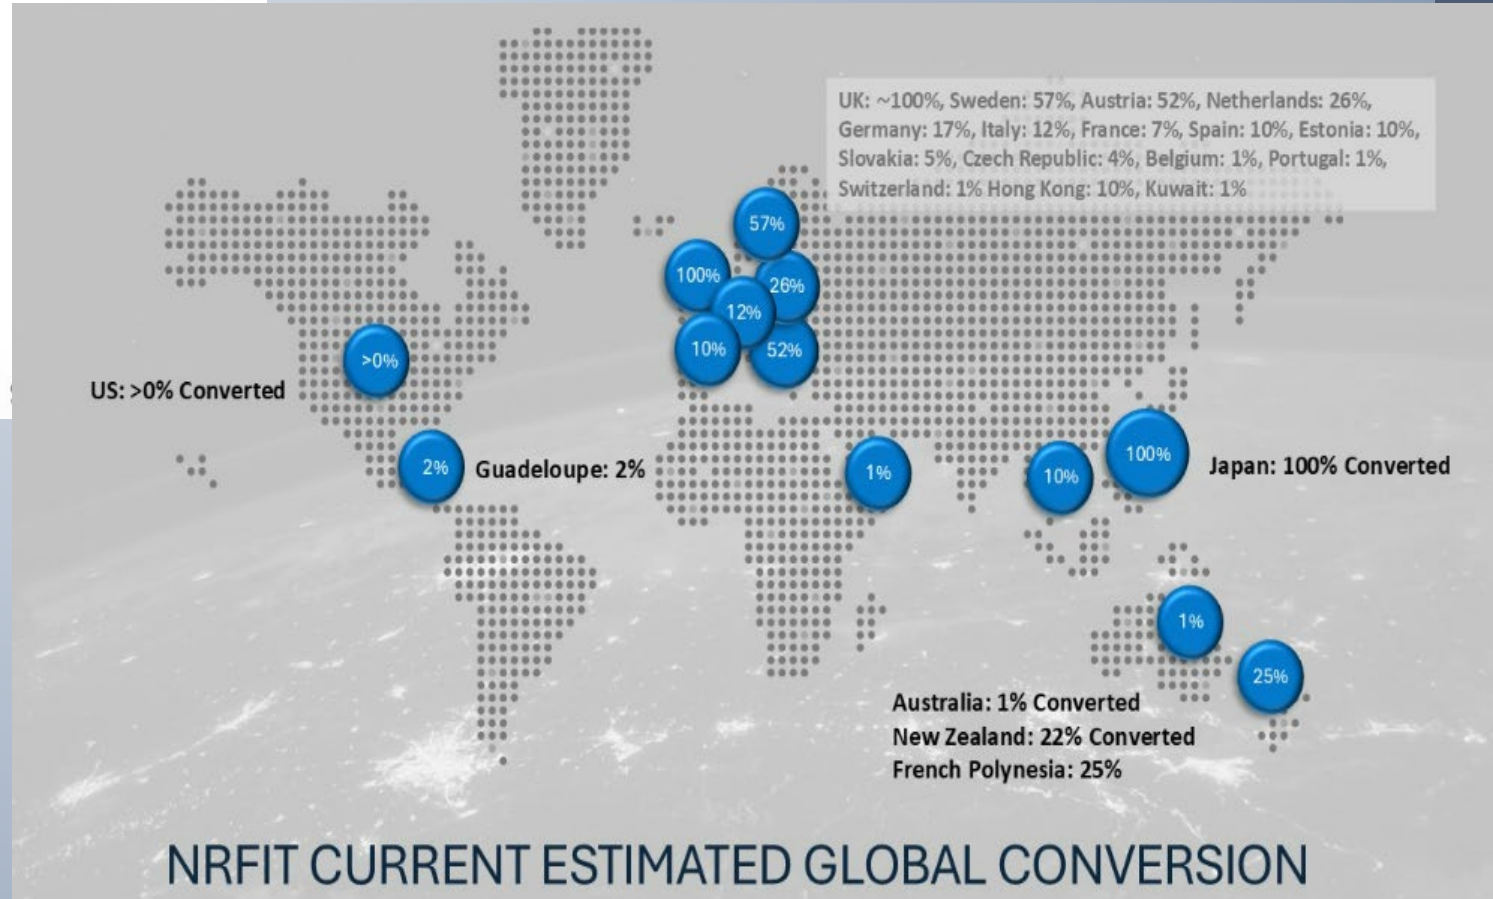 UK: ~100%, Sweden: 57%, Austria: 52%, Netherlands: 26%,
Germany: 17%, Italy: 12%, France: 7%, Spain: 10%, Estonia: 10%,
Slovakia: 5%, Czech Republic: 4%, Belgium: 1%, Portugal: 1%,
Switzerland: 1% Hong Kong: 10%, Kuwait: 1%
57%
100%
26%
12%
10%
52%
>0%
US: >0% Converted
2%
Guadeloupe: 2%
1%
10%
100%
Japan: 100% Converted
1%
25%
Australia: 1% Converted
New Zealand: 22% Converted
French Polynesia: 25%
NRFIT CURRENT ESTIMATED GLOBAL CONVERSION